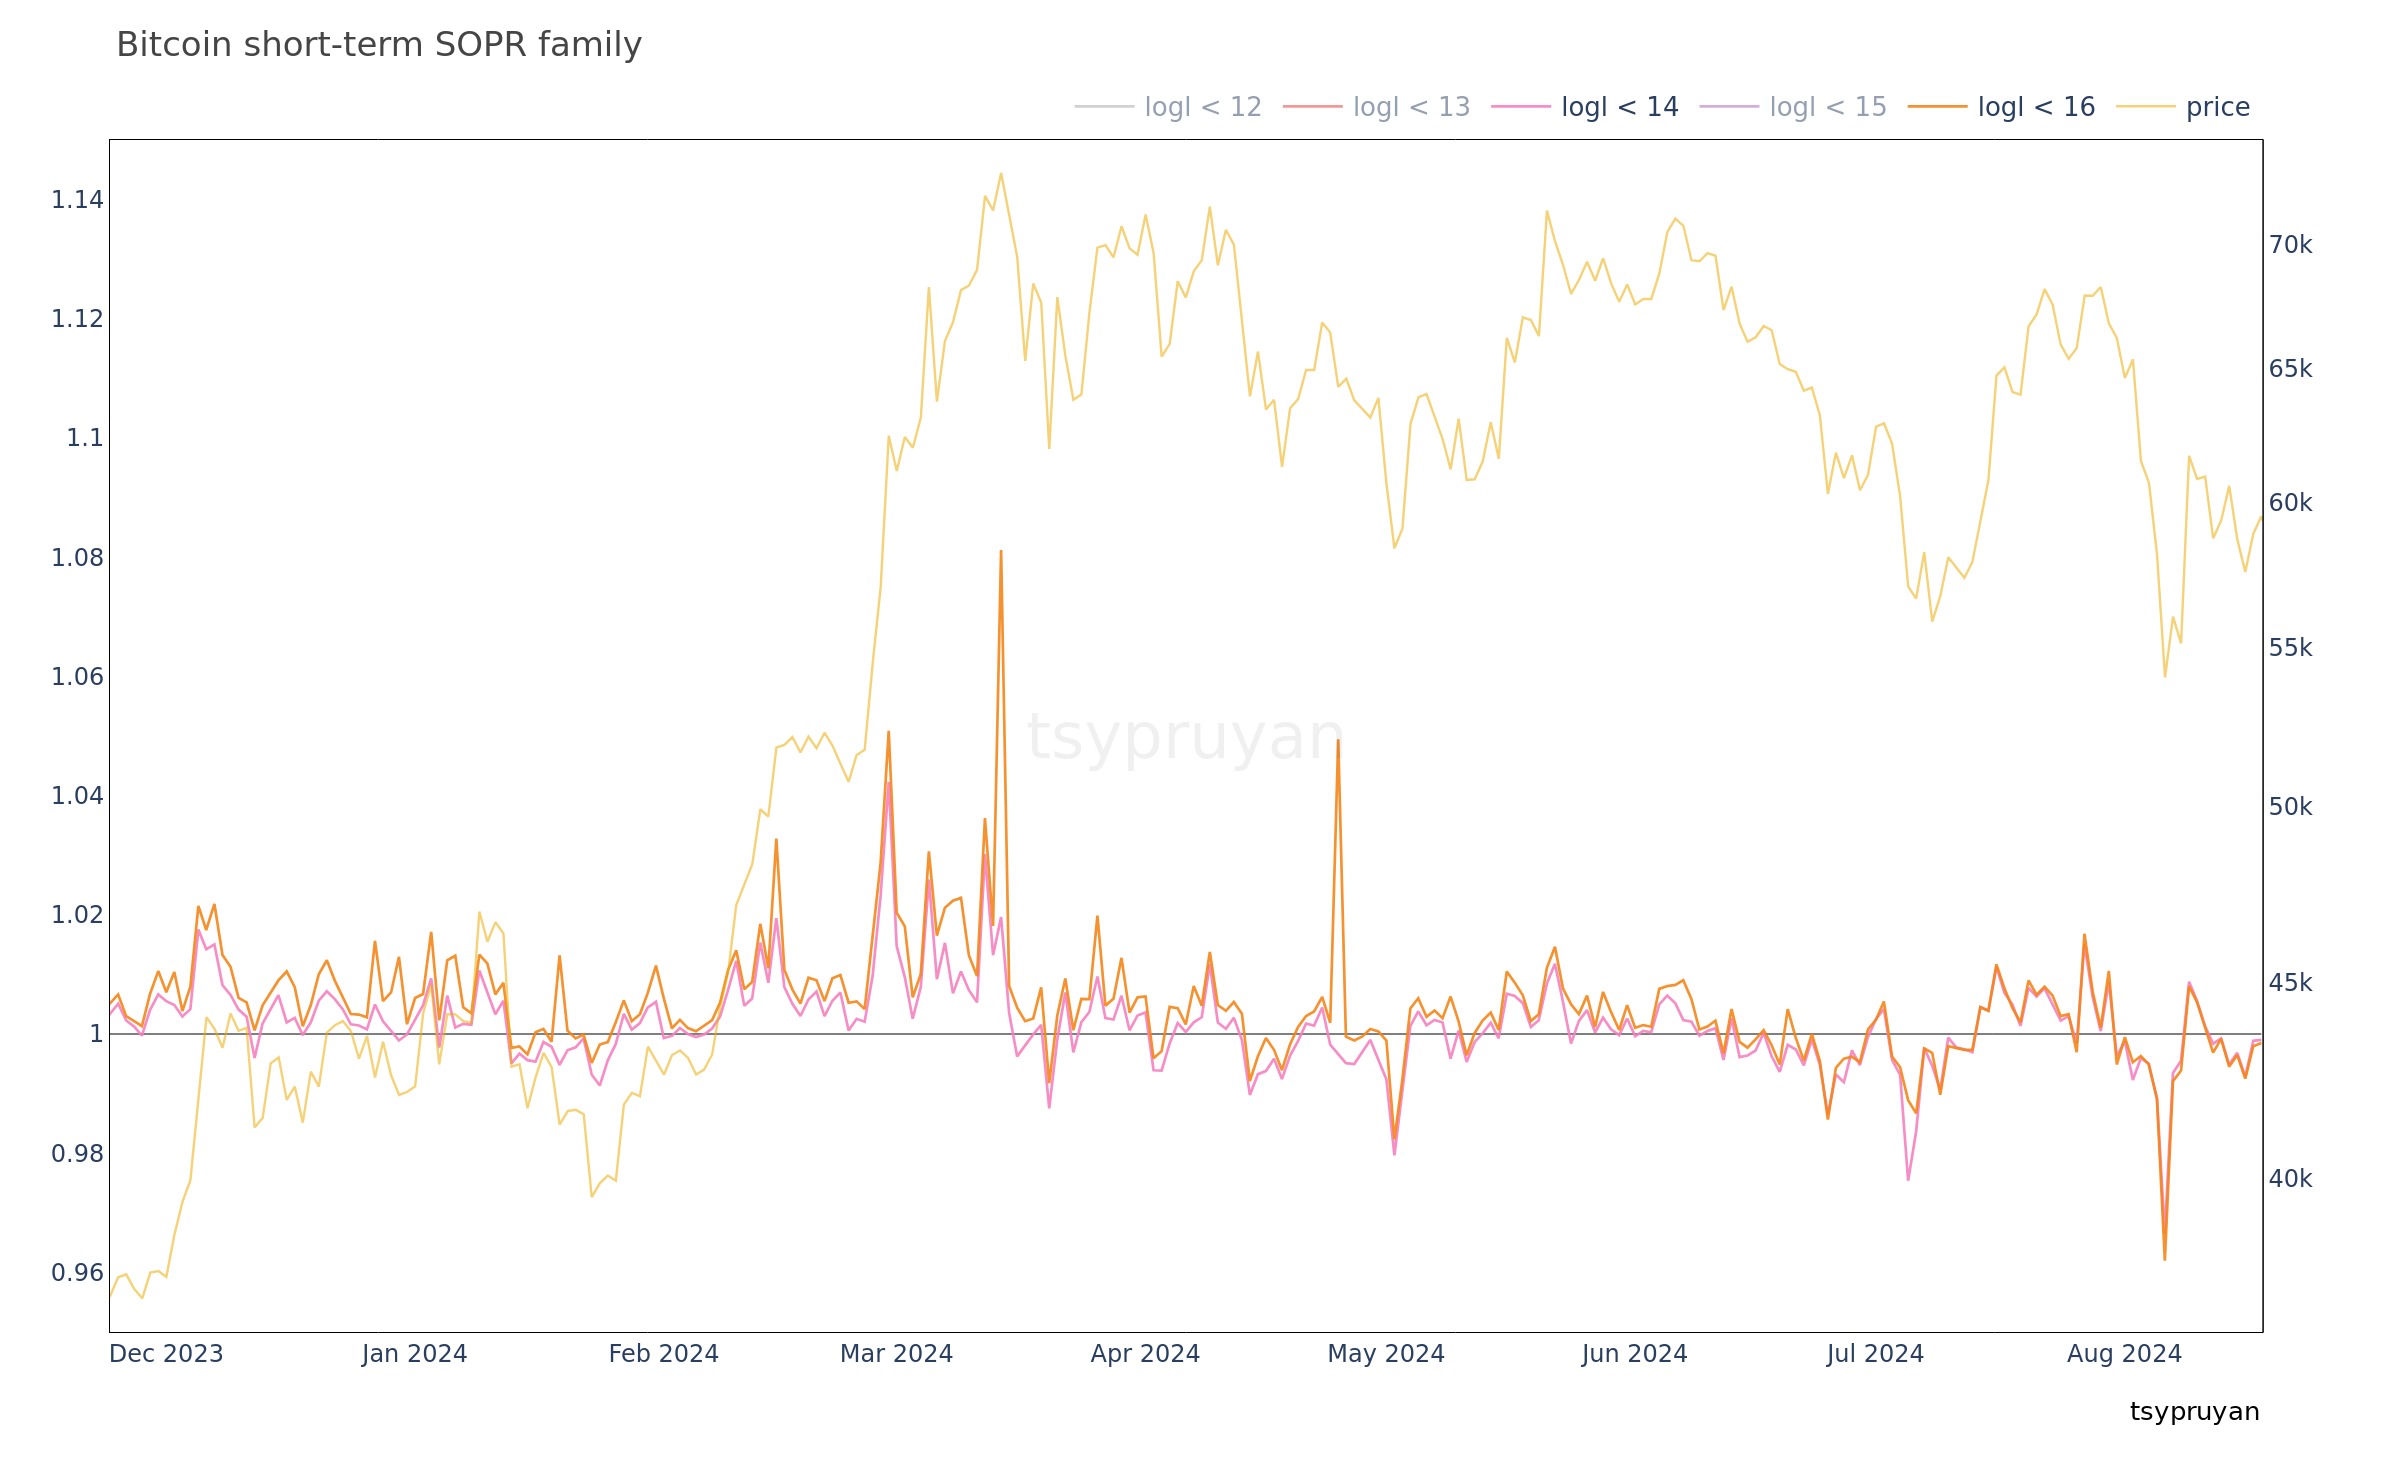 Bitcoin short-term SOPR family
logl < 12 logl < 13 logl < 14 logl < 15 logl < 16 price
1.14
1.12
1.1
1.08
1.06
1.04
1.02
1
0.98
0.96
70k
65k
60k
55k
50k
45k
40k
tsypruyan
Dec 2023 Jan 2024 Feb 2024 Mar 2024 Apr 2024 May 2024 Jun 2024 Jul 2024 Aug 2024
tsypruyan